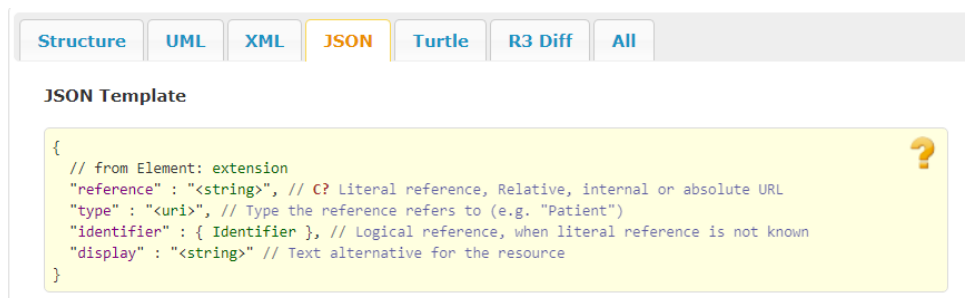 Structure UML XML JSON Turtle R3 Diff All
JSON Template
{
// from Element: extension
"reference" : "<string>", // C? Literal reference, Relative, internal or absolute URL
"type" : "<uri>", // Type the reference refers to (e.g. "Patient")
"identifier" : { Identifier }, // Logical reference, when literal reference is not known
"display" : "<string>" // Text alternative for the resource
}
?